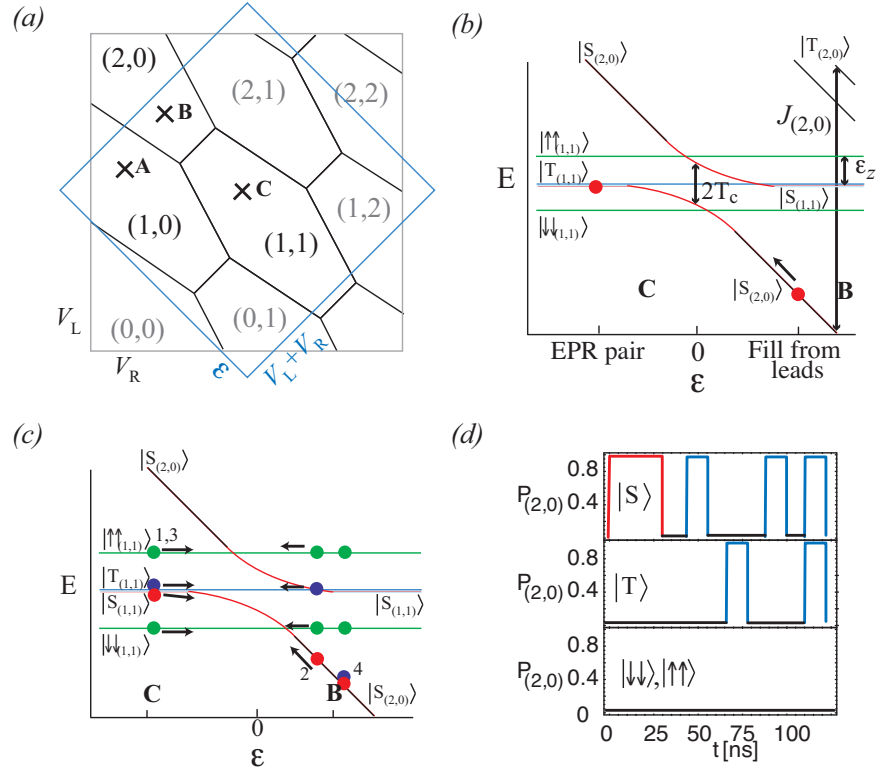 (a)
(2,0)
(2,1)
(2,2)
B
A
C
(1,2)
(1,0)
(1,1)
(0,1)
(0,0)
V_L
V_R
ε
V_L+V_R
(b)
|S_(2,0)⟩
|T_(2,0)⟩
J_(2,0)
|↑↑_(1,1)⟩
ε_z
E
|T_(1,1)⟩
2T_c
|S_(1,1)⟩
|↓↓_(1,1)⟩
|S_(2,0)⟩
C
B
EPR pair
0
Fill from
leads
ε
(c)
|S_(2,0)⟩
|↑↑_(1,1)⟩
1,3
|T_(1,1)⟩
E
|S_(1,1)⟩
|S_(1,1)⟩
|↓↓_(1,1)⟩
2
4
C
B
|S_(2,0)⟩
0
ε
(d)
0.8
P_(2,0)
0.4
|S⟩
0.8
P_(2,0)
0.4
|T⟩
0.8
P_(2,0)
0.4
|↓↓⟩,|↑↑⟩
0
0 25 50 75 100
t[ns]